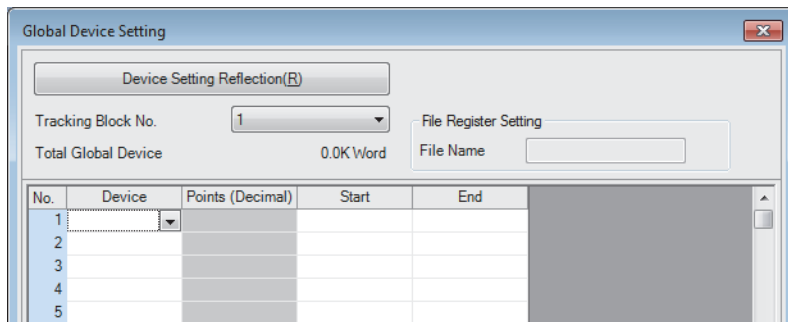 Global Device Setting
Device Setting Reflection(R)
Tracking Block No. 1
File Register Setting
Total Global Device 0.0K Word
File Name
No. Device Points (Decimal) Start End
1
2
3
4
5